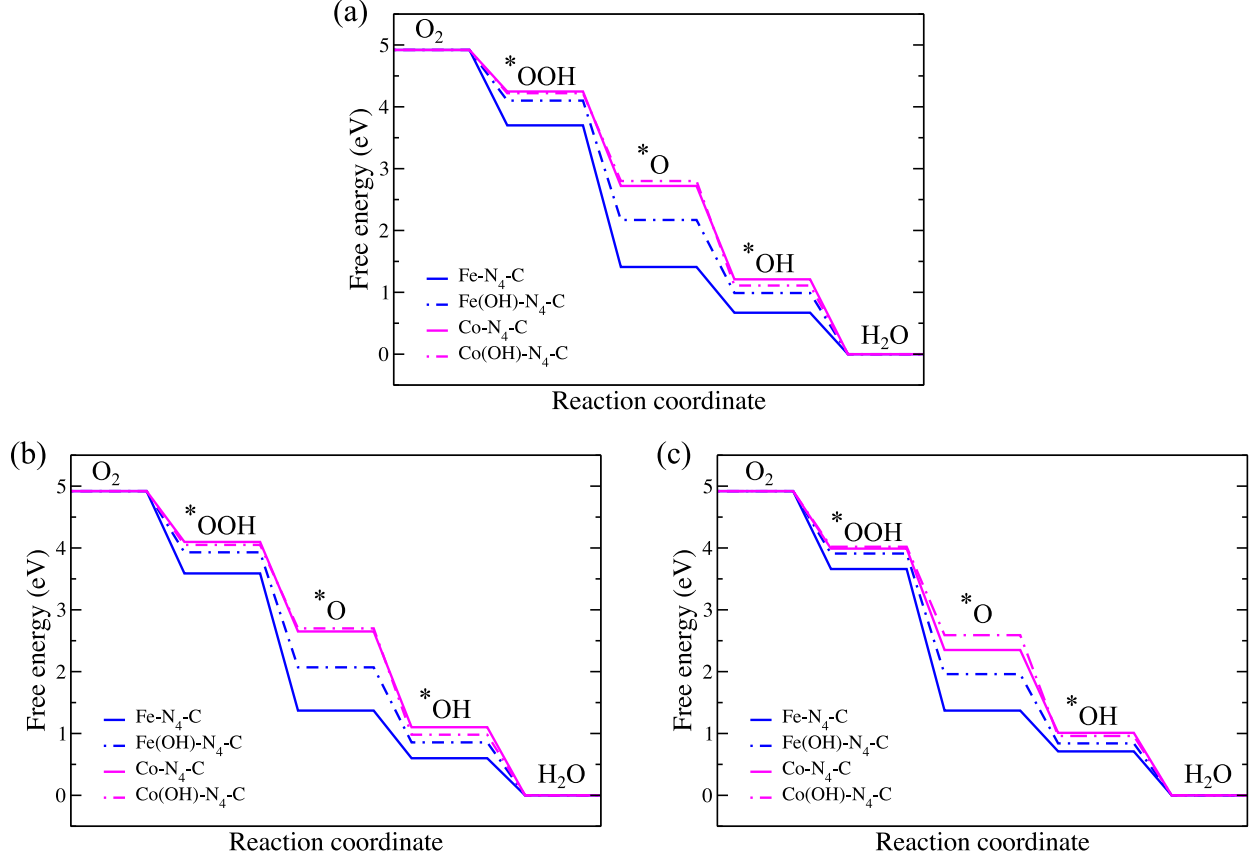 (a)
Free energy (eV)
5
4
3
2
1
0
O2
*OOH
*O
*OH
H2O
Fe-N4-C
Fe(OH)-N4-C
Co-N4-C
Co(OH)-N4-C
Reaction coordinate
(b)
Free energy (eV)
5
4
3
2
1
0
O2
*OOH
*O
*OH
H2O
Fe-N4-C
Fe(OH)-N4-C
Co-N4-C
Co(OH)-N4-C
Reaction coordinate
(c)
Free energy (eV)
5
4
3
2
1
0
O2
*OOH
*O
*OH
H2O
Fe-N4-C
Fe(OH)-N4-C
Co-N4-C
Co(OH)-N4-C
Reaction coordinate